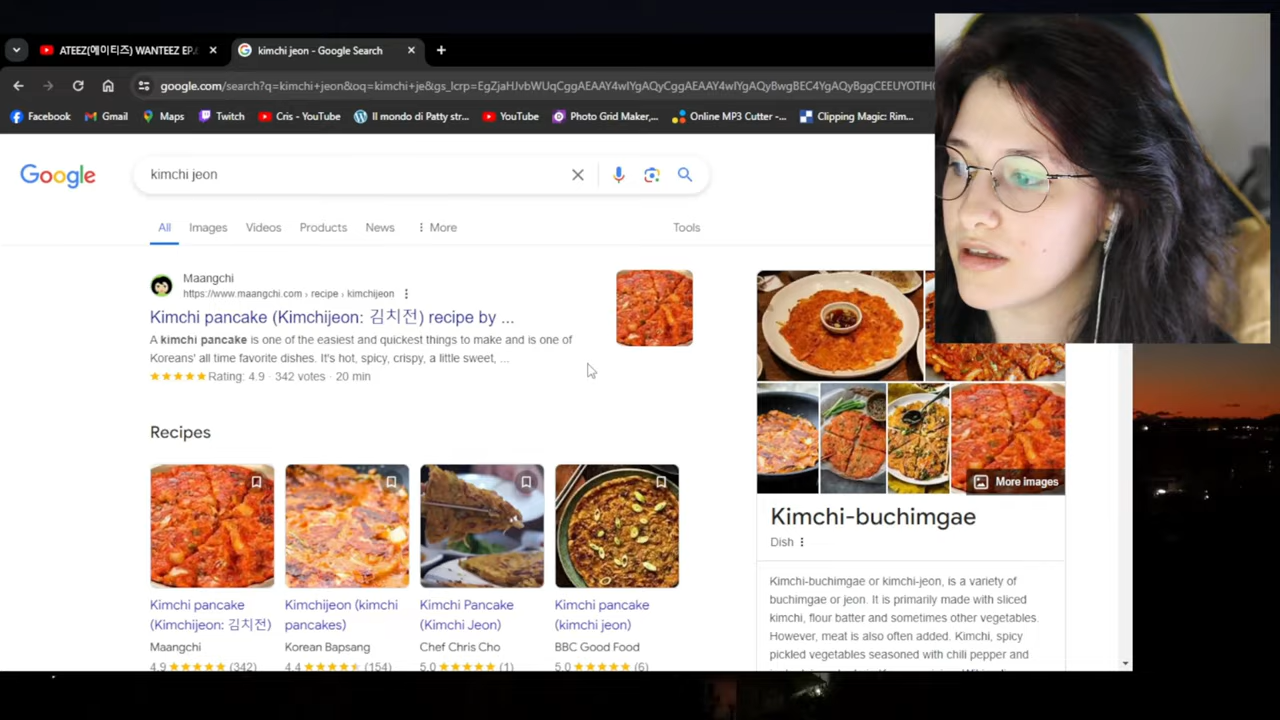 ATEEZ(에이티즈) WANTEEZ EP.
kimchi jeon - Google Search
google.com/search?q=kimchi+jeon&oq=kimchi+je&gs_lcrp=EgZjaHJvbWUqCggAEAAY4wIYgAQyCggAEAAY4wIYgAQyBwgBEC4YgAQyBggCEEUYOTIHC
Facebook
Gmail
Maps
Twitch
Cris - YouTube
Il mondo di Patty str...
YouTube
Photo Grid Maker,...
Online MP3 Cutter -...
Clipping Magic: Rim...
Google
kimchi jeon
All
Images
Videos
Products
News
More
Tools
Maangchi
https://www.maangchi.com › recipe › kimchijeon
Kimchi pancake (Kimchijeon: 김치전) recipe by ...
A kimchi pancake is one of the easiest and quickest things to make and is one of
Koreans' all time favorite dishes. It's hot, spicy, crispy, a little sweet, ...
Rating: 4.9 · 342 votes · 20 min
Recipes
Kimchi pancake
(Kimchijeon: 김치전)
Maangchi
4.9 ★★★★★ (342)
Kimchijeon (kimchi
pancakes)
Korean Bapsang
4.4 ★★★★★ (154)
Kimchi Pancake
(Kimchi Jeon)
Chef Chris Cho
5.0 ★★★★★ (1)
Kimchi pancake
(kimchi jeon)
BBC Good Food
5.0 ★★★★★ (6)
More images
Kimchi-buchimgae
Dish
Kimchi-buchimgae or kimchi-jeon, is a variety of
buchimgae or jeon. It is primarily made with sliced
kimchi, flour batter and sometimes other vegetables.
However, meat is also often added. Kimchi, spicy
pickled vegetables seasoned with chili pepper and